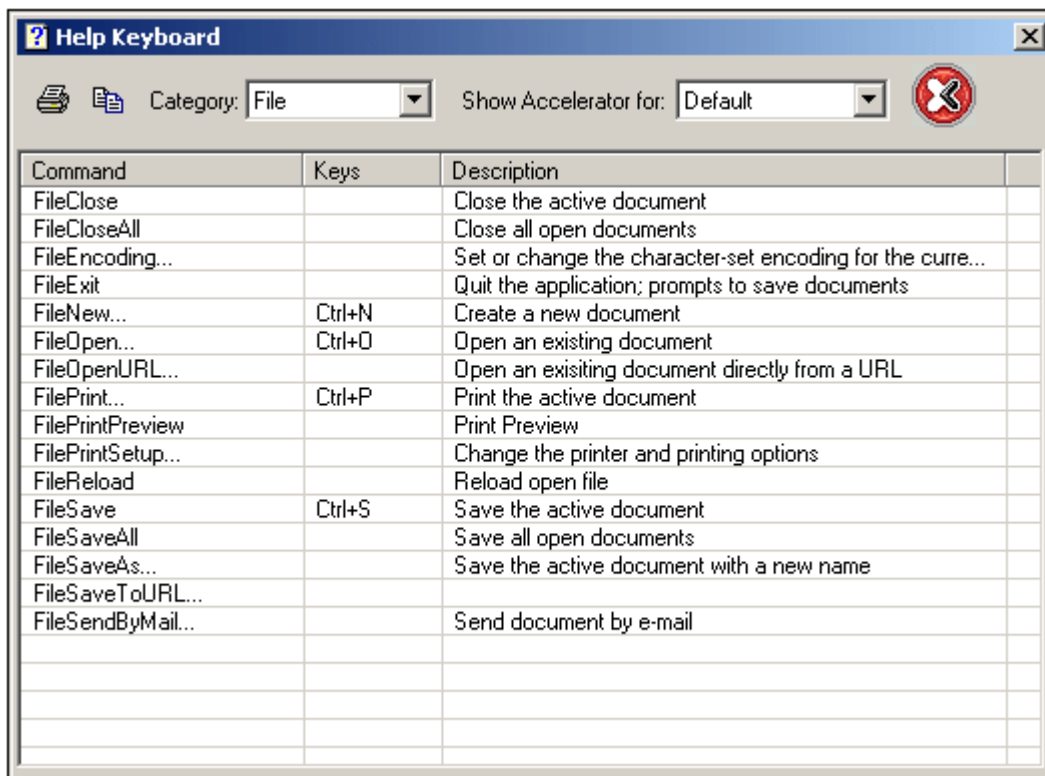 Help Keyboard
Category: File Show Accelerator for: Default
Command Keys Description
FileClose Close the active document
FileCloseAll Close all open documents
FileEncoding... Set or change the character-set encoding for the curre...
FileExit Quit the application; prompts to save documents
FileNew... Ctrl+N Create a new document
FileOpen... Ctrl+O Open an existing document
FileOpenURL... Open an exisiting document directly from a URL
FilePrint... Ctrl+P Print the active document
FilePrintPreview Print Preview
FilePrintSetup... Change the printer and printing options
FileReload Reload open file
FileSave Ctrl+S Save the active document
FileSaveAll Save all open documents
FileSaveAs... Save the active document with a new name
FileSaveToURL...
FileSendByMail... Send document by e-mail